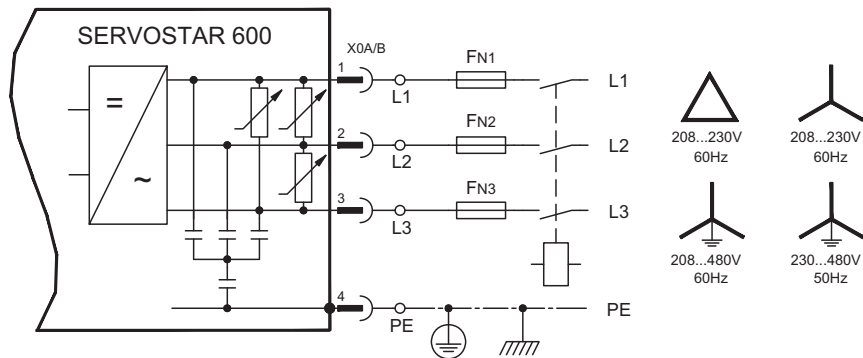 SERVOSTAR 600
X0A/B
1 L1 FN1 L1
2 L2 FN2 L2
3 L3 FN3 L3
4 PE PE
=
~
208...230V
60Hz
208...230V
60Hz
208...480V
60Hz
230...480V
50Hz